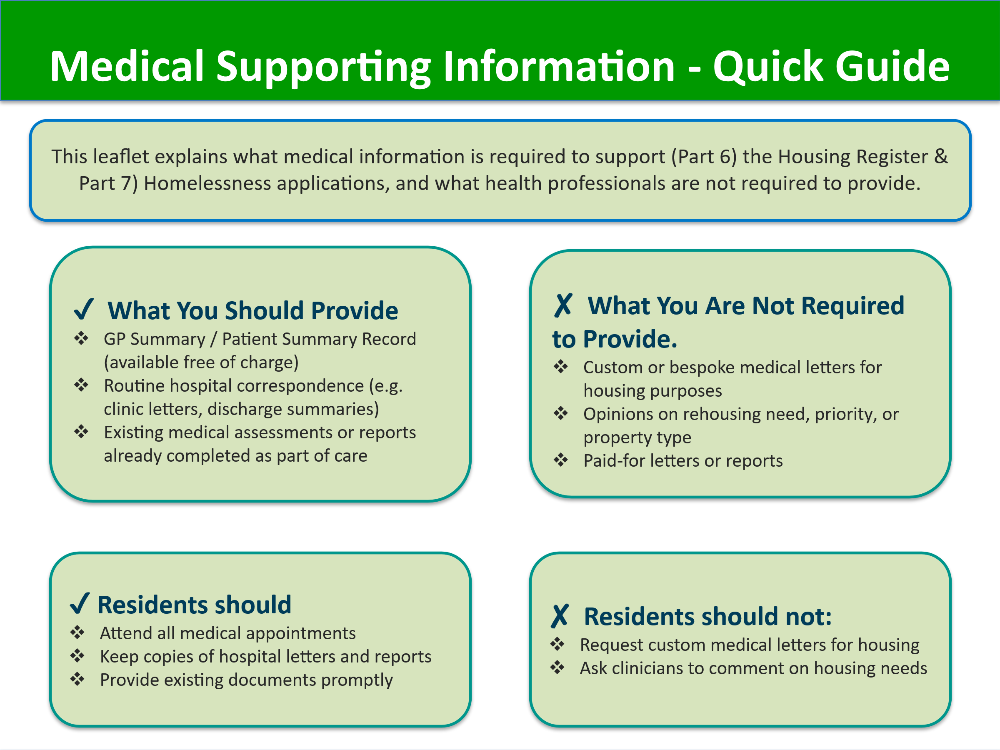 Medical Supporting Information - Quick Guide
This leaflet explains what medical information is required to support (Part 6) the Housing Register &
Part 7) Homelessness applications, and what health professionals are not required to provide.
✓ What You Should Provide
❖ GP Summary / Patient Summary Record
(available free of charge)
❖ Routine hospital correspondence (e.g.
clinic letters, discharge summaries)
❖ Existing medical assessments or reports
already completed as part of care
✗ What You Are Not Required
to Provide.
❖ Custom or bespoke medical letters for
housing purposes
❖ Opinions on rehousing need, priority, or
property type
❖ Paid-for letters or reports
✓ Residents should
❖ Attend all medical appointments
❖ Keep copies of hospital letters and reports
❖ Provide existing documents promptly
✗ Residents should not:
❖ Request custom medical letters for housing
❖ Ask clinicians to comment on housing needs